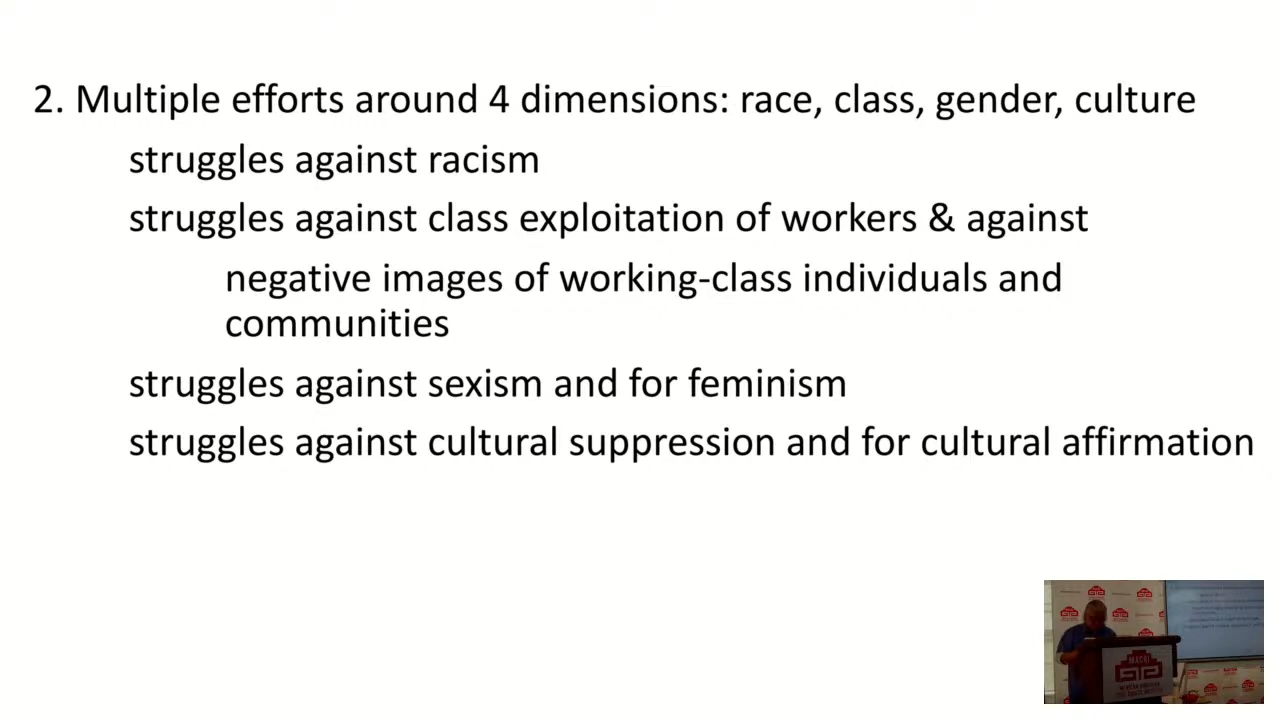 2. Multiple efforts around 4 dimensions: race, class, gender, culture
struggles against racism
struggles against class exploitation of workers & against
negative images of working-class individuals and
communities
struggles against sexism and for feminism
struggles against cultural suppression and for cultural affirmation
MACRI